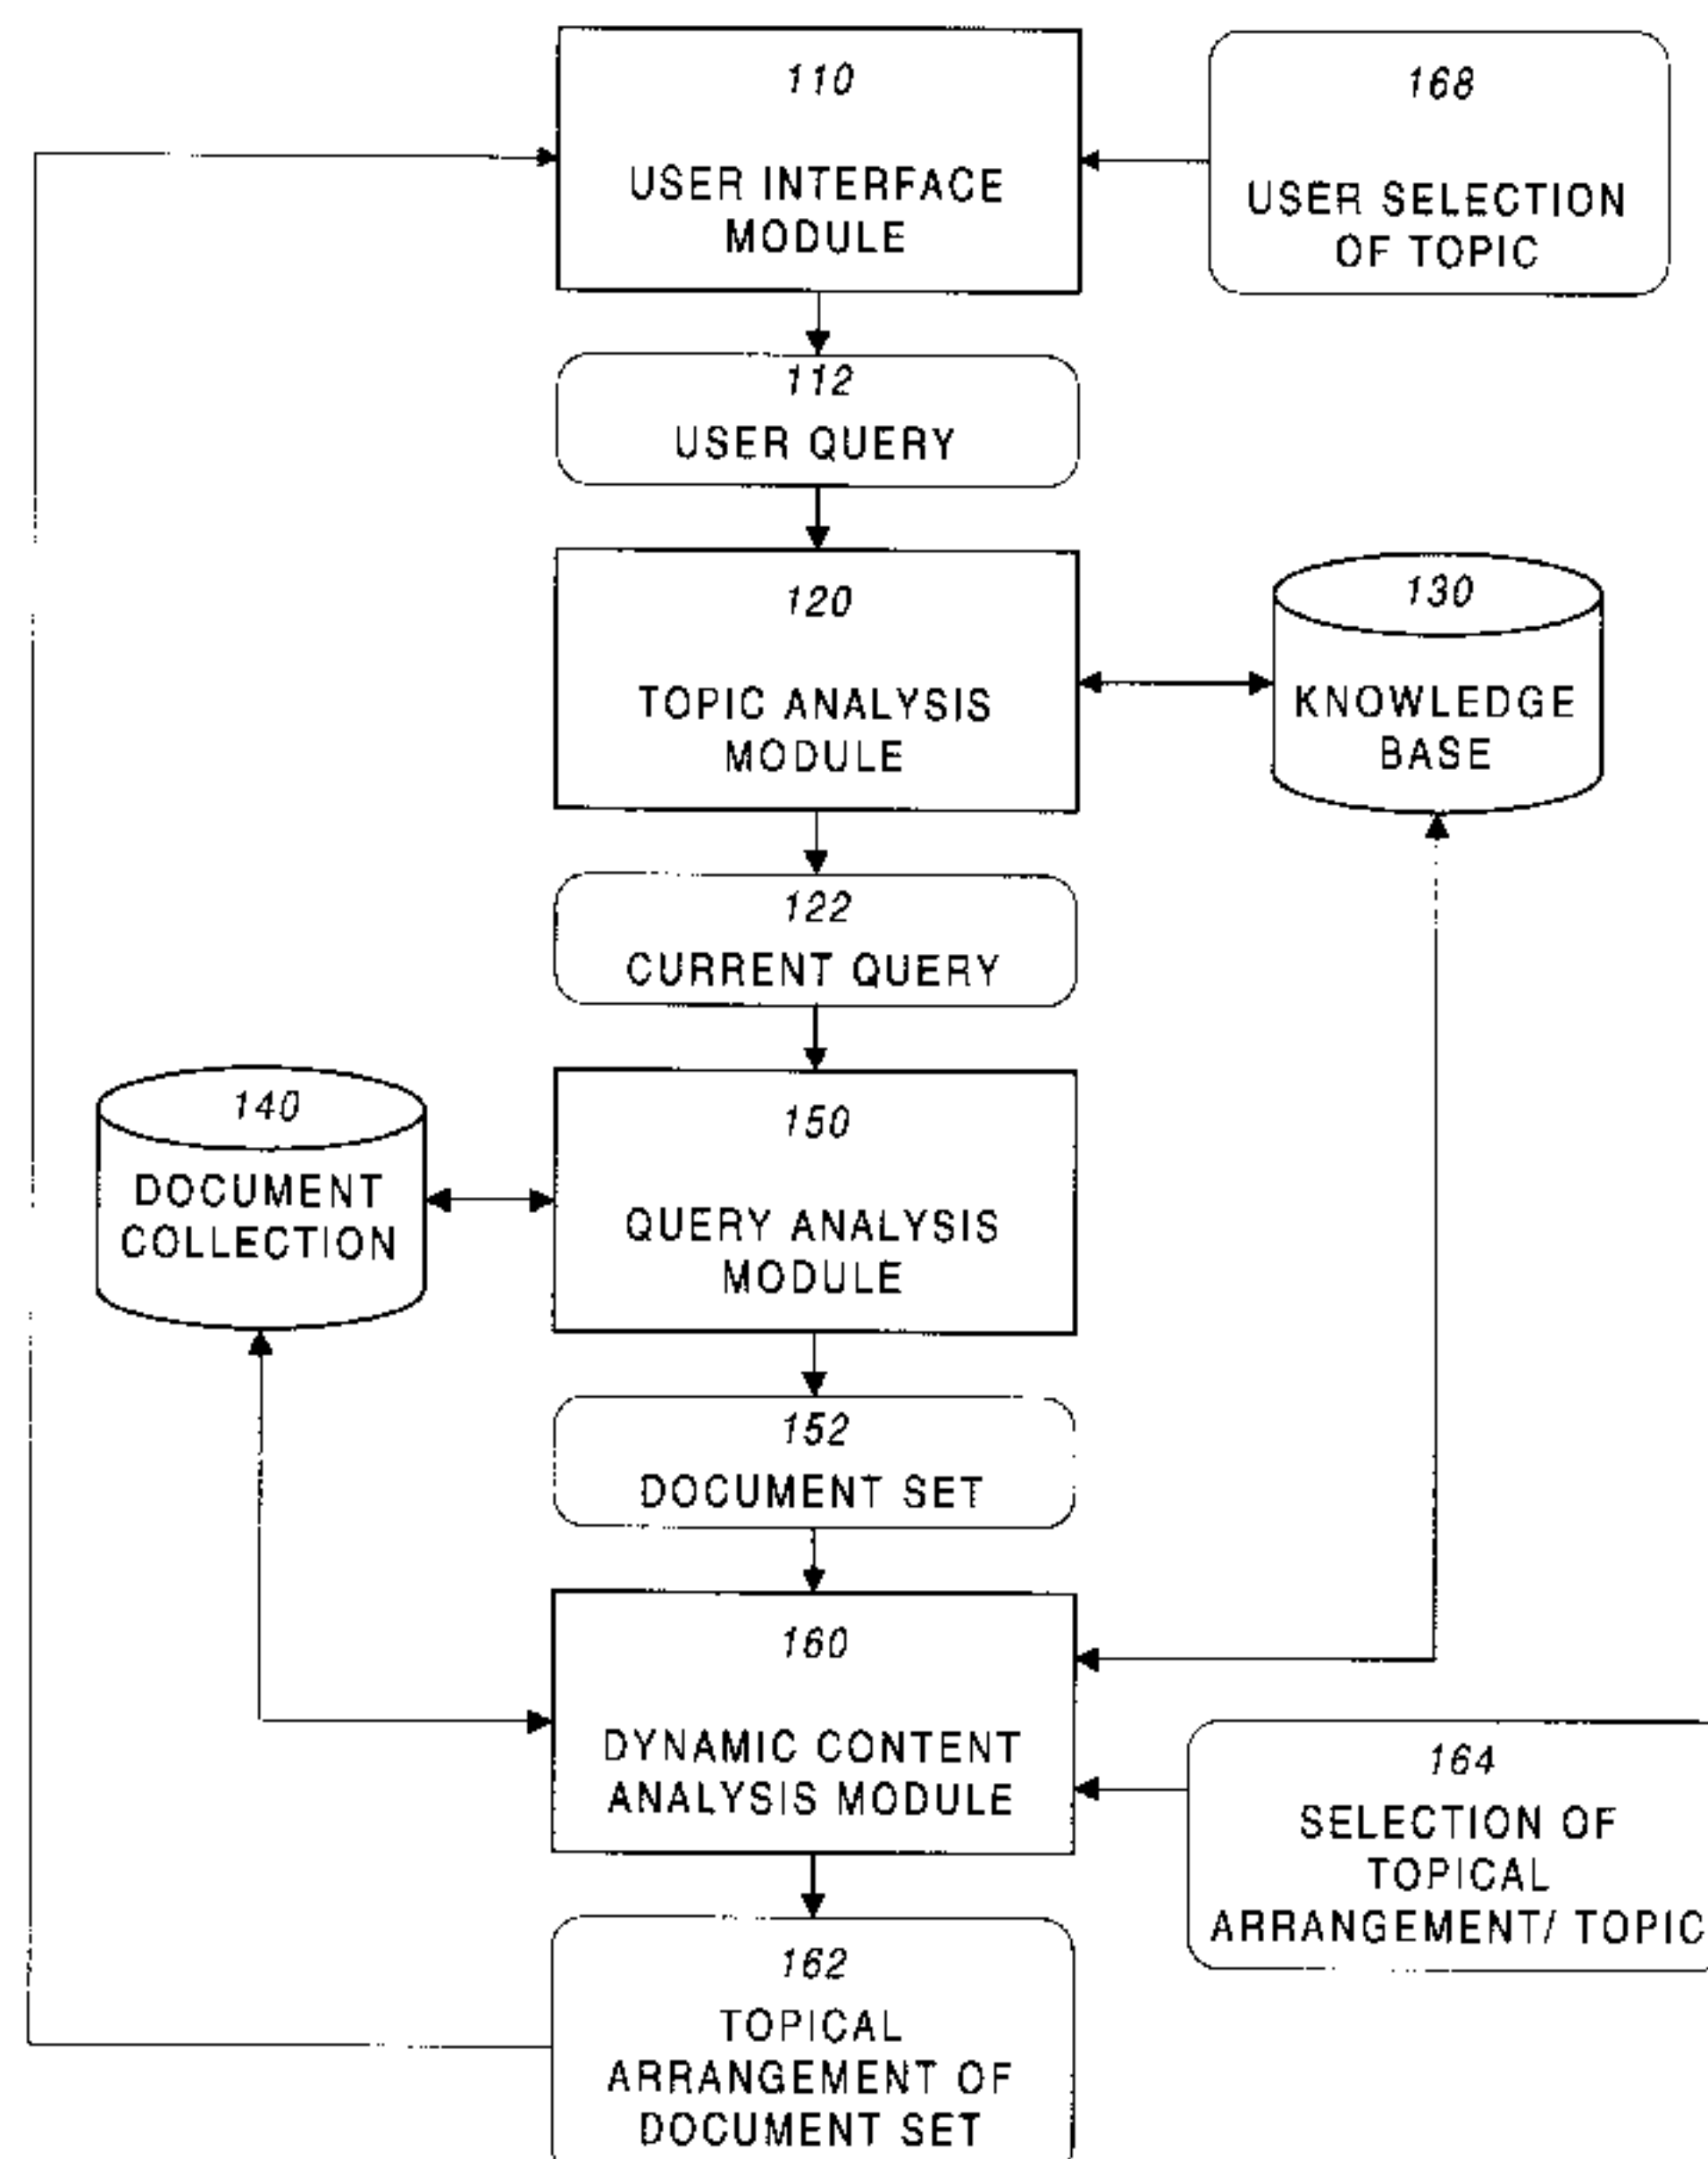 110
USER INTERFACE
MODULE
168
USER SELECTION
OF TOPIC
112
USER QUERY
120
TOPIC ANALYSIS
MODULE
130
KNOWLEDGE
BASE
122
CURRENT QUERY
140
DOCUMENT
COLLECTION
150
QUERY ANALYSIS
MODULE
152
DOCUMENT SET
160
DYNAMIC CONTENT
ANALYSIS MODULE
164
SELECTION OF
TOPICAL
ARRANGEMENT/ TOPIC
162
TOPICAL
ARRANGEMENT OF
DOCUMENT SET